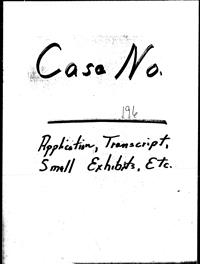 Case No.
196
Application, Transcript,
Small Exhibits, Etc.